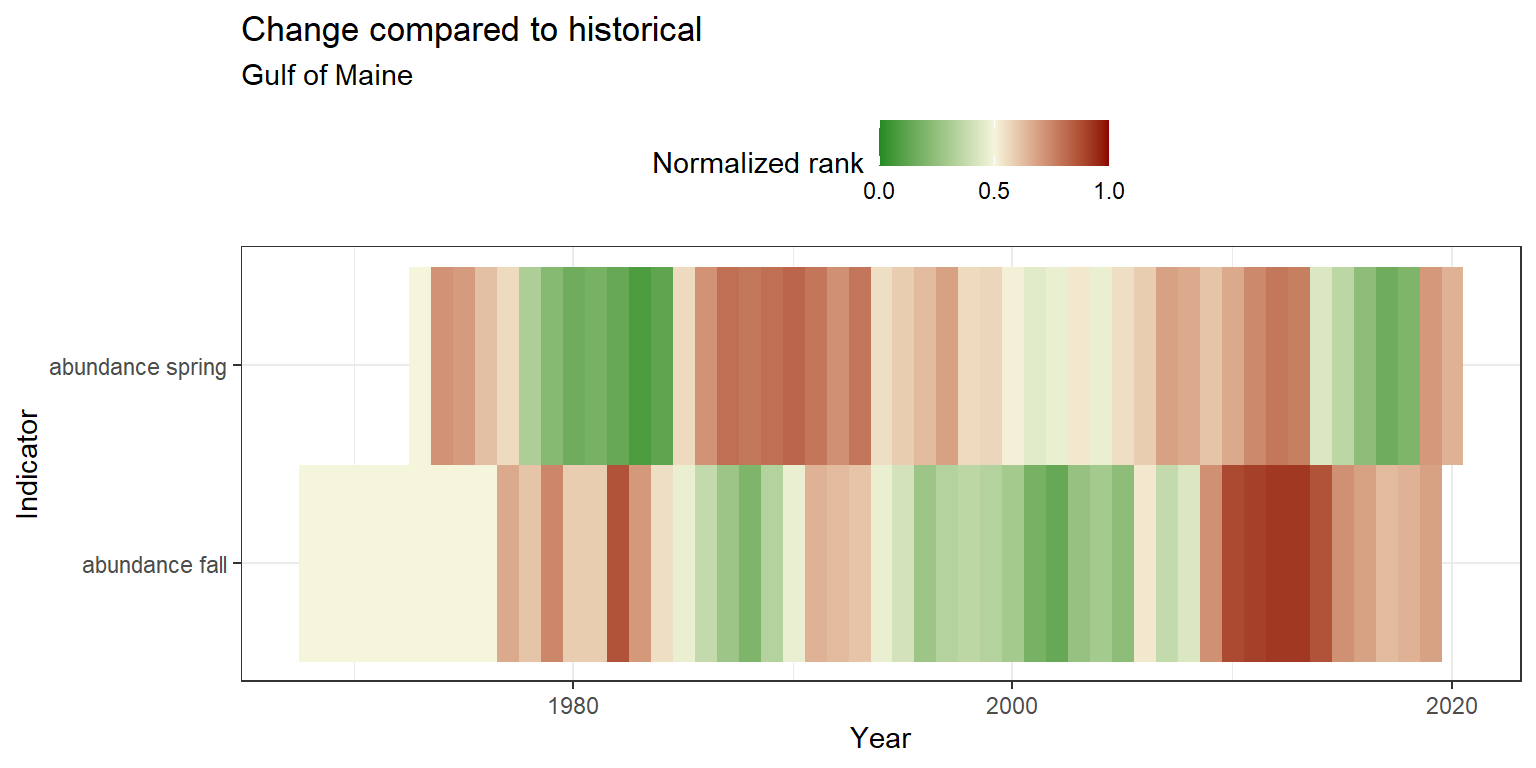 Change compared to historical
Gulf of Maine
Normalized rank
0.0 0.5 1.0
abundance spring
abundance fall
Indicator
1980 2000 2020
Year